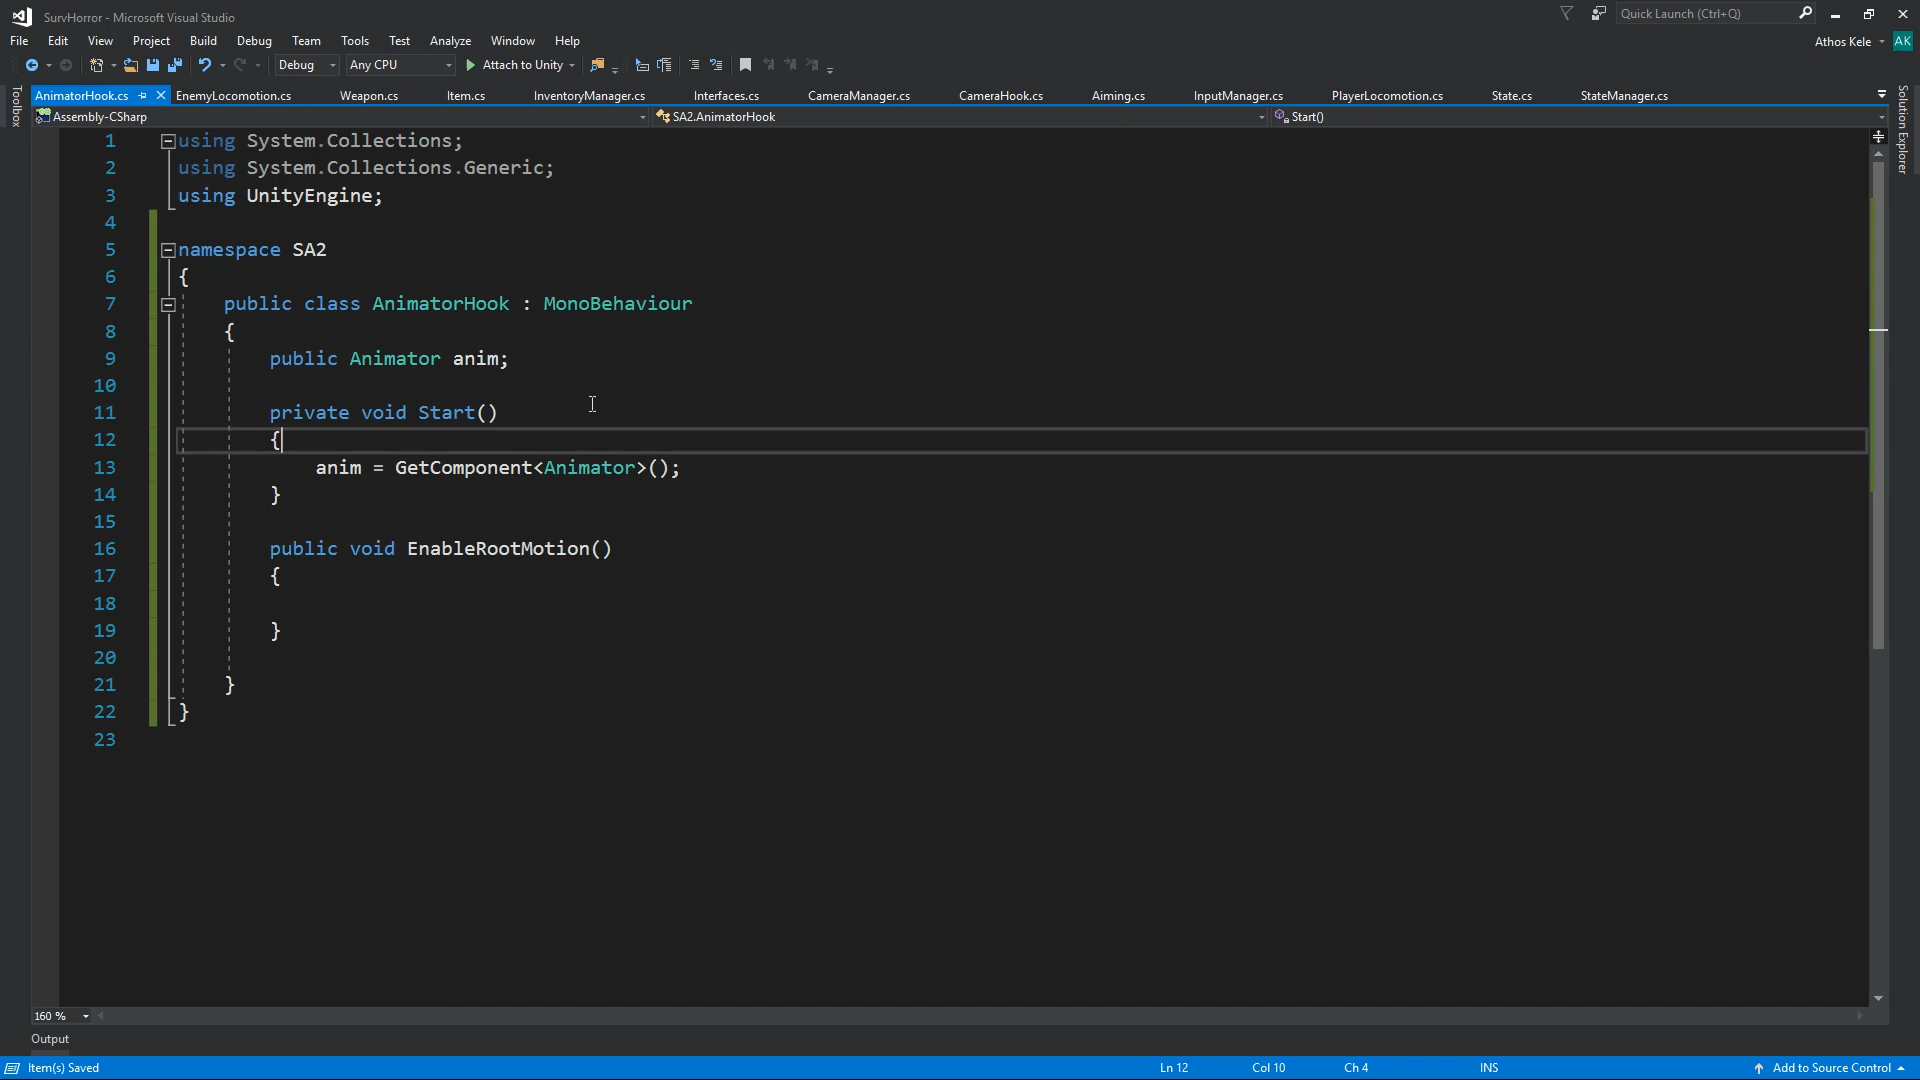 SurvHorror - Microsoft Visual Studio
Quick Launch (Ctrl+Q)
File Edit View Project Build Debug Team Tools Test Analyze Window Help
Athos Kele AK
Debug Any CPU Attach to Unity
Toolbox
AnimatorHook.cs EnemyLocomotion.cs Weapon.cs Item.cs InventoryManager.cs Interfaces.cs CameraManager.cs CameraHook.cs Aiming.cs InputManager.cs PlayerLocomotion.cs State.cs StateManager.cs
Solution Explorer
Assembly-CSharp SA2.AnimatorHook Start()
1 using System.Collections;
2 using System.Collections.Generic;
3 using UnityEngine;
4
5 namespace SA2
6 {
7 public class AnimatorHook : MonoBehaviour
8 {
9 public Animator anim;
10
11 private void Start()
12 {
13 anim = GetComponent<Animator>();
14 }
15
16 public void EnableRootMotion()
17 {
18
19 }
20
21 }
22 }
23
160 %
Output
Item(s) Saved Ln 12 Col 10 Ch 4 INS Add to Source Control